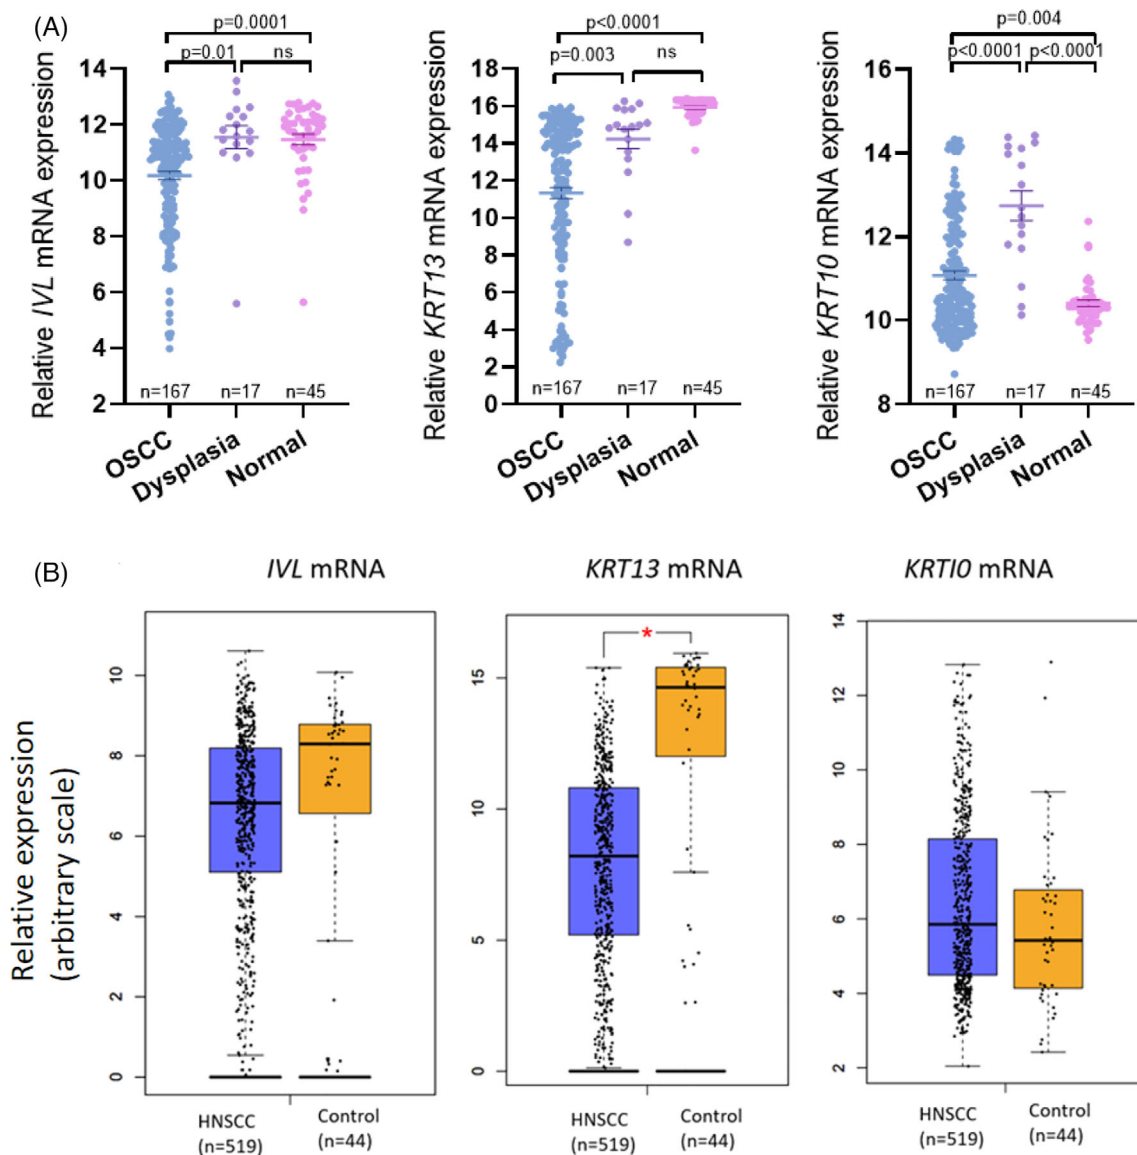 (A)
p=0.0001
p=0.01
ns
Relative IVL mRNA expression
14
12
10
8
6
4
2
n=167
n=17
n=45
OSCC
Dysplasia
Normal
p<0.0001
p=0.003
ns
Relative KRT13 mRNA expression
18
16
14
12
10
8
6
4
2
0
n=167
n=17
n=45
OSCC
Dysplasia
Normal
p=0.004
p<0.0001
p<0.0001
Relative KRT10 mRNA expression
16
14
12
10
8
n=167
n=17
n=45
OSCC
Dysplasia
Normal
(B)
Relative expression
(arbitrary scale)
IVL mRNA
10
8
6
4
2
0
HNSCC
(n=519)
Control
(n=44)
KRT13 mRNA
*
15
10
5
0
HNSCC
(n=519)
Control
(n=44)
KRTI0 mRNA
14
12
10
8
6
4
2
HNSCC
(n=519)
Control
(n=44)